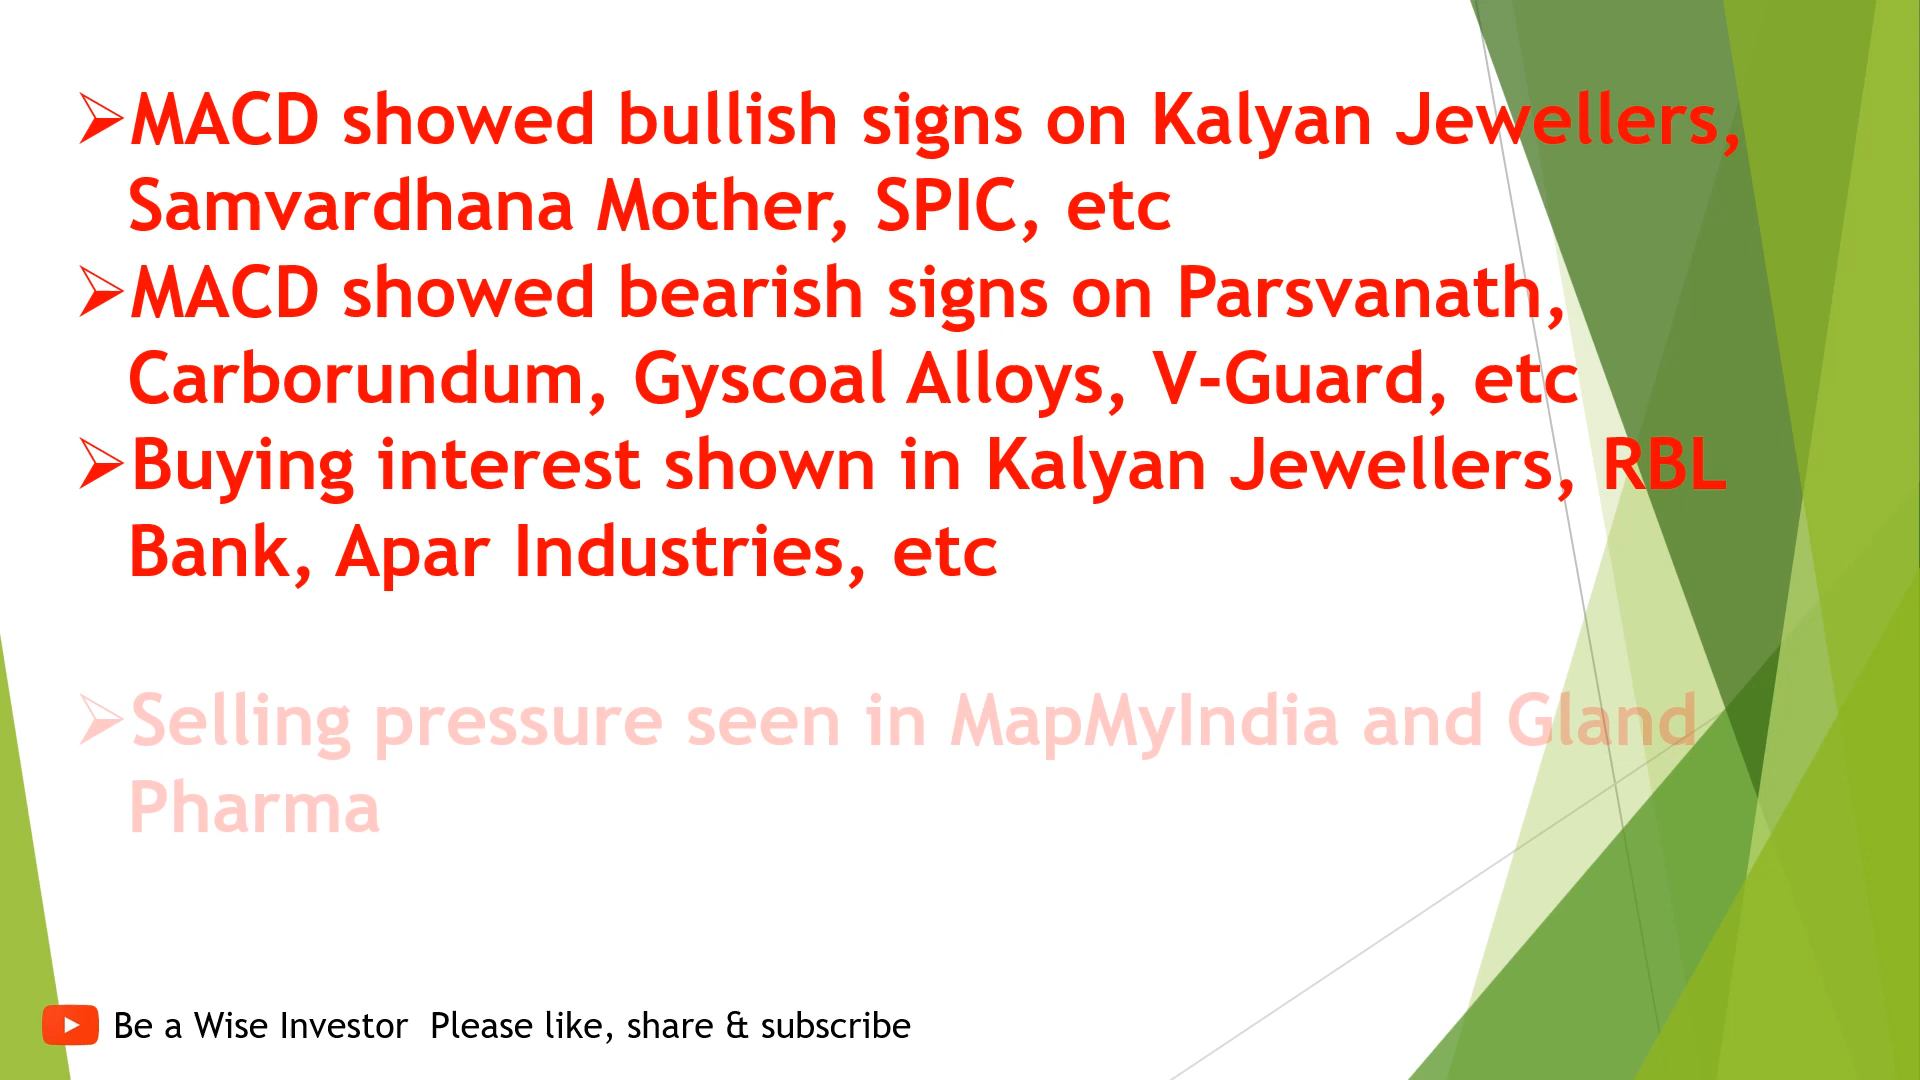 ➢MACD showed bullish signs on Kalyan Jewellers,
Samvardhana Mother, SPIC, etc
➢MACD showed bearish signs on Parsvanath,
Carborundum, Gyscoal Alloys, V-Guard, etc
➢Buying interest shown in Kalyan Jewellers, RBL
Bank, Apar Industries, etc
➢Selling pressure seen in MapMyIndia and Gland
Pharma
Be a Wise Investor  Please like, share & subscribe